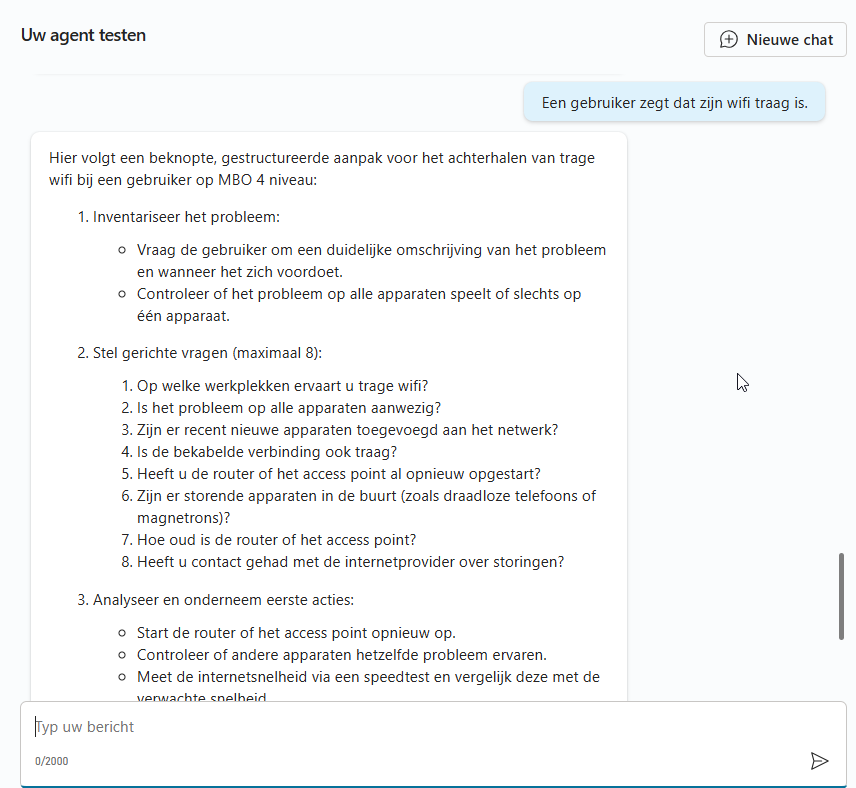 Uw agent testen
Nieuwe chat
Een gebruiker zegt dat zijn wifi traag is.
Hier volgt een beknopte, gestructureerde aanpak voor het achterhalen van trage
wifi bij een gebruiker op MBO 4 niveau:
1. Inventariseer het probleem:
Vraag de gebruiker om een duidelijke omschrijving van het probleem
en wanneer het zich voordoet.
Controleer of het probleem op alle apparaten speelt of slechts op
één apparaat.
2. Stel gerichte vragen (maximaal 8):
1. Op welke werkplekken ervaart u trage wifi?
2. Is het probleem op alle apparaten aanwezig?
3. Zijn er recent nieuwe apparaten toegevoegd aan het netwerk?
4. Is de bekabelde verbinding ook traag?
5. Heeft u de router of het access point al opnieuw opgestart?
6. Zijn er storende apparaten in de buurt (zoals draadloze telefoons of
magnetrons)?
7. Hoe oud is de router of het access point?
8. Heeft u contact gehad met de internetprovider over storingen?
3. Analyseer en onderneem eerste acties:
Start de router of het access point opnieuw op.
Controleer of andere apparaten hetzelfde probleem ervaren.
Meet de internetsnelheid via een speedtest en vergelijk deze met de
verwachte snelheid
Typ uw bericht
0/2000